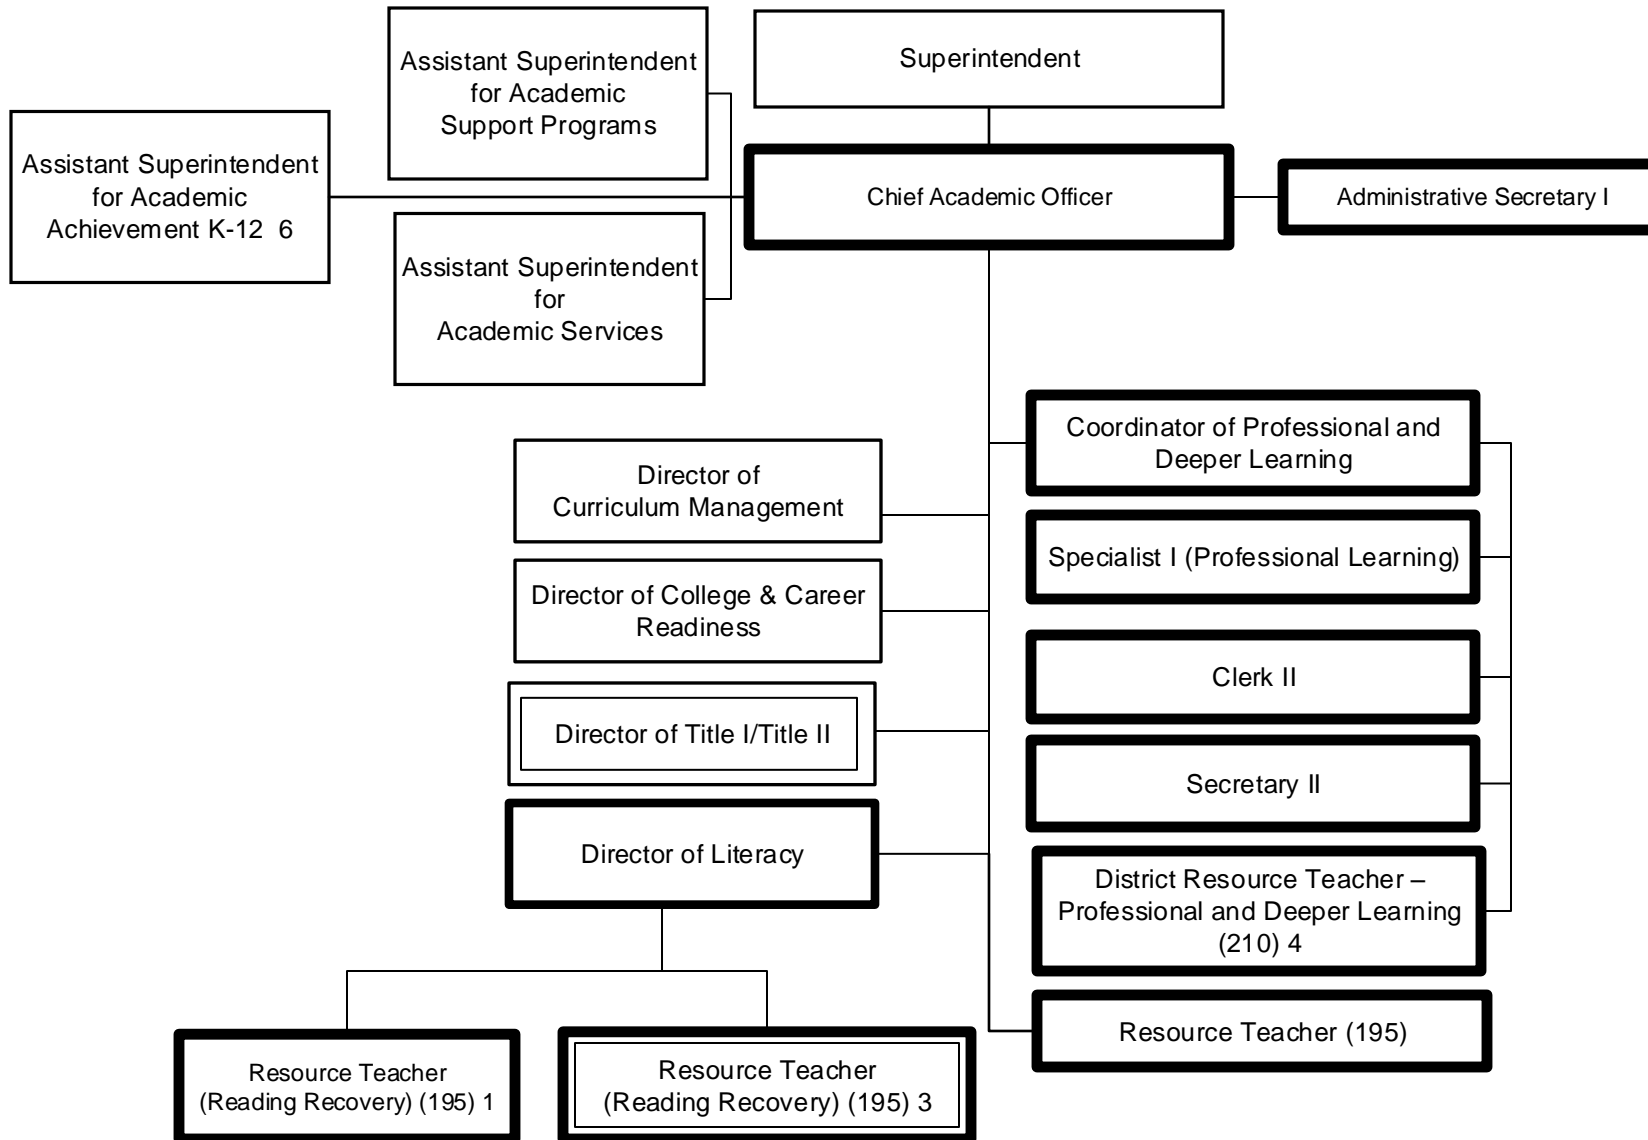 Superintendent
Assistant Superintendent
for Academic
Support Programs
Assistant Superintendent
for Academic
Achievement K-12  6
Chief Academic Officer
Administrative Secretary I
Assistant Superintendent
for
Academic Services
Coordinator of Professional and
Deeper Learning
Director of
Curriculum Management
Specialist I (Professional Learning)
Director of College & Career
Readiness
Clerk II
Director of Title I/Title II
Secretary II
Director of Literacy
District Resource Teacher –
Professional and Deeper Learning
(210) 4
Resource Teacher (195)
Resource Teacher
(Reading Recovery) (195) 1
Resource Teacher
(Reading Recovery) (195) 3